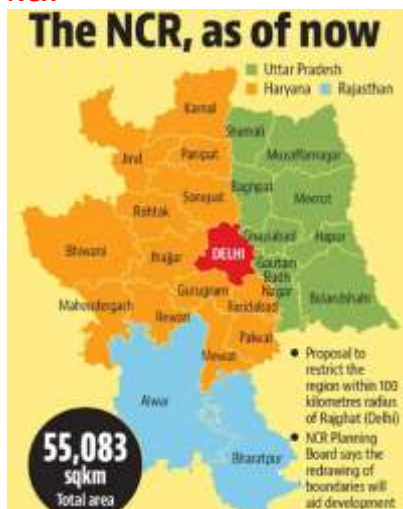 NCR
The NCR, as of now
Uttar Pradesh
Haryana Rajasthan
Karnal
Shamali
Jind
Panipat
Muzaffarnagar
Baghpat
Sonepat
Meerut
Rohtak
Ghaziabad
Hapur
Bhiwani
Jhajjar
DELHI
Gautam
Budh
Nagar
Gurugram
Bulandshahr
Mahendergarh
Faridabad
Rewari
Palwal
Mewat
• Proposal to
restrict the
region within 100
kilometres radius
of Rajghat (Delhi)
Alwar
• NCR Planning
Board says the
redrawing of
boundaries will
aid development
Bharatpur
55,083
sqkm
Total area